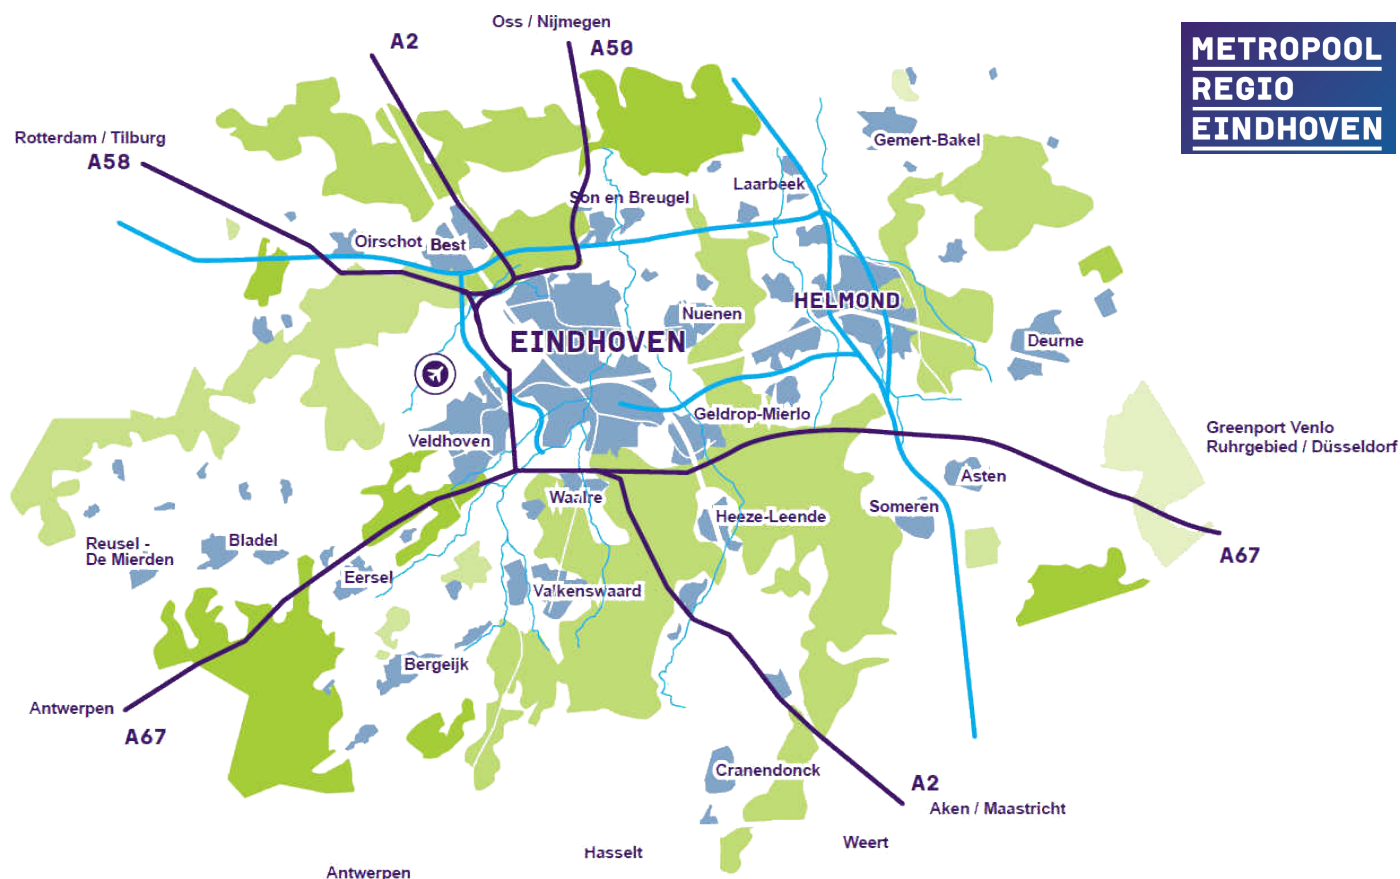 Oss / Nijmegen
A2
A50
METROPOOL
REGIO
EINDHOVEN
Rotterdam / Tilburg
A58
Gemert-Bakel
Laarbeek
Son en Breugel
Oirschot
Best
HELMOND
Nuenen
EINDHOVEN
Deurne
Geldrop-Mierlo
Veldhoven
Greenport Venlo
Ruhrgebied / Düsseldorf
Asten
Waalre
Someren
Heeze-Leende
Reusel -
De Mierden
Bladel
A67
Eersel
Valkenswaard
Bergeijk
Antwerpen
A67
Cranendonck
A2
Aken / Maastricht
Weert
Hasselt
Antwerpen